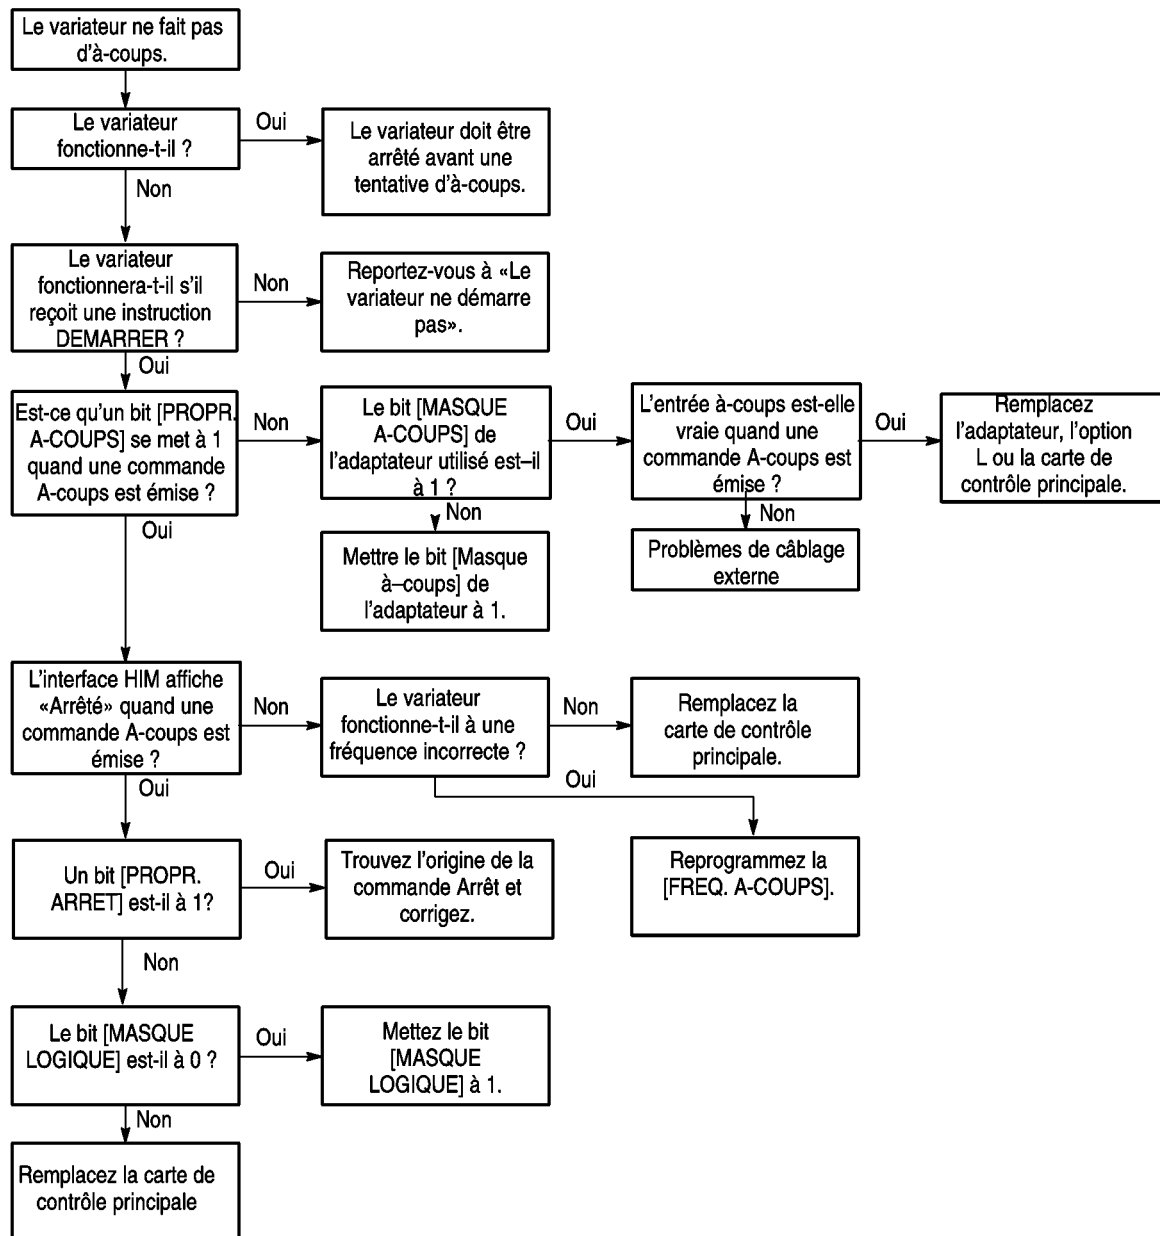 Le variateur ne fait pas
d'à-coups.
Le variateur
fonctionne-t-il ?
Oui
Le variateur doit être
arrêté avant une
tentative d'à-coups.
Non
Le variateur
fonctionnera-t-il s'il
reçoit une instruction
DEMARRER ?
Non
Reportez-vous à «Le
variateur ne démarre
pas».
Oui
Est-ce qu'un bit [PROPR.
A-COUPS] se met à 1
quand une commande
A-coups est émise ?
Non
Le bit [MASQUE
A-COUPS] de
l'adaptateur utilisé est–il
à 1 ?
Oui
L'entrée à-coups est-elle
vraie quand une
commande A-coups est
émise ?
Oui
Remplacez
l'adaptateur, l'option
L ou la carte de
contrôle principale.
Oui
Non
Mettre le bit [Masque
à–coups] de
l'adaptateur à 1.
Non
Problèmes de câblage
externe
L'interface HIM affiche
«Arrêté» quand une
commande A-coups est
émise ?
Non
Le variateur
fonctionne-t-il à une
fréquence incorrecte ?
Non
Remplacez la
carte de contrôle
principale.
Oui
Oui
Reprogrammez la
[FREQ. A-COUPS].
Un bit [PROPR.
ARRET] est-il à 1?
Oui
Trouvez l'origine de la
commande Arrêt et
corrigez.
Non
Le bit [MASQUE
LOGIQUE] est-il à 0 ?
Oui
Mettez le bit
[MASQUE
LOGIQUE] à 1.
Non
Remplacez la carte de
contrôle principale